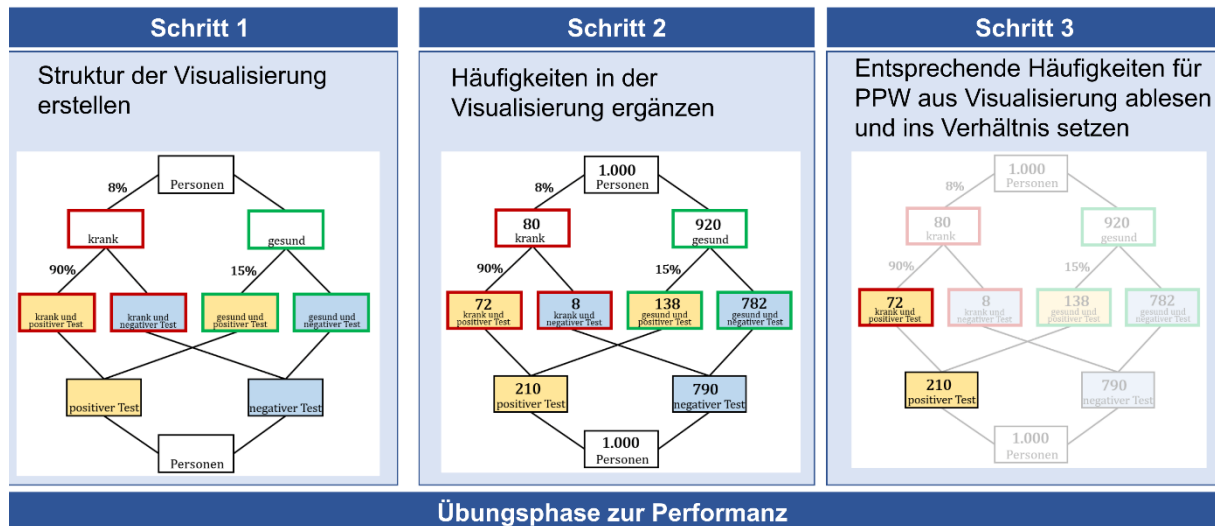 Schritt 1
Struktur der Visualisierung
erstellen
Personen
8%
krank
gesund
90%
15%
krank und
positiver Test
krank und
negativer Test
gesund und
positiver Test
gesund und
negativer Test
positiver Test
negativer Test
Personen
Schritt 2
Häufigkeiten in der
Visualisierung ergänzen
1.000
Personen
8%
80
krank
920
gesund
90%
15%
72
krank und
positiver Test
8
krank und
negativer Test
138
gesund und
positiver Test
782
gesund und
negativer Test
210
positiver Test
790
negativer Test
1.000
Personen
Schritt 3
Entsprechende Häufigkeiten für
PPW aus Visualisierung ablesen
und ins Verhältnis setzen
1.000
Personen
8%
80
krank
920
gesund
90%
15%
72
krank und
positiver Test
8
krank und
negativer Test
138
gesund und
positiver Test
782
gesund und
negativer Test
210
positiver Test
790
negativer Test
1.000
Personen
Übungsphase zur Performanz